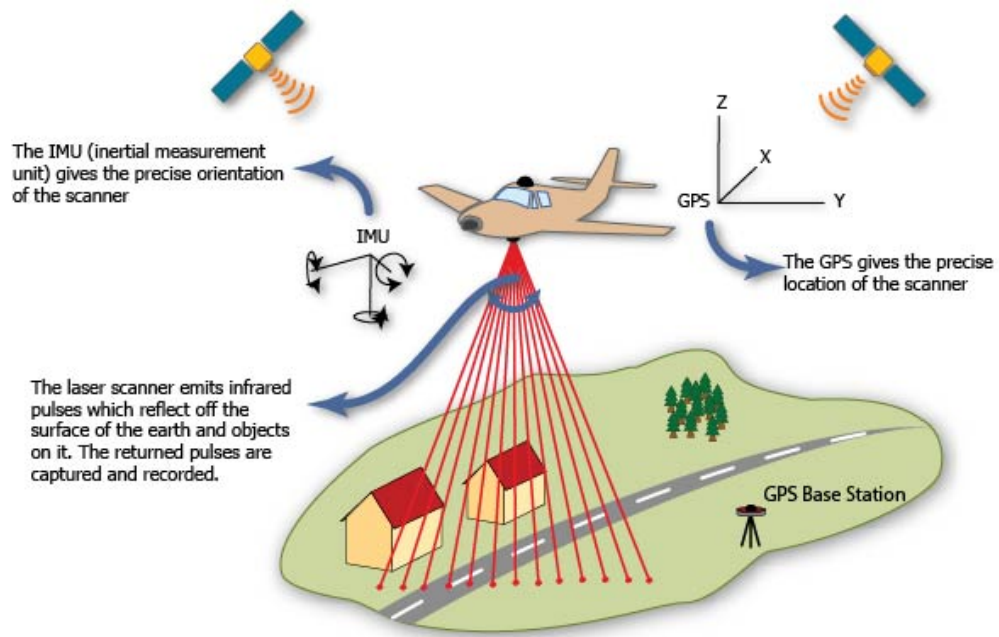 Z
X
GPS
Y
The IMU (inertial measurement
unit) gives the precise orientation
of the scanner
IMU
The GPS gives the precise
location of the scanner
The laser scanner emits infrared
pulses which reflect off the
surface of the earth and objects
on it. The returned pulses are
captured and recorded.
GPS Base Station